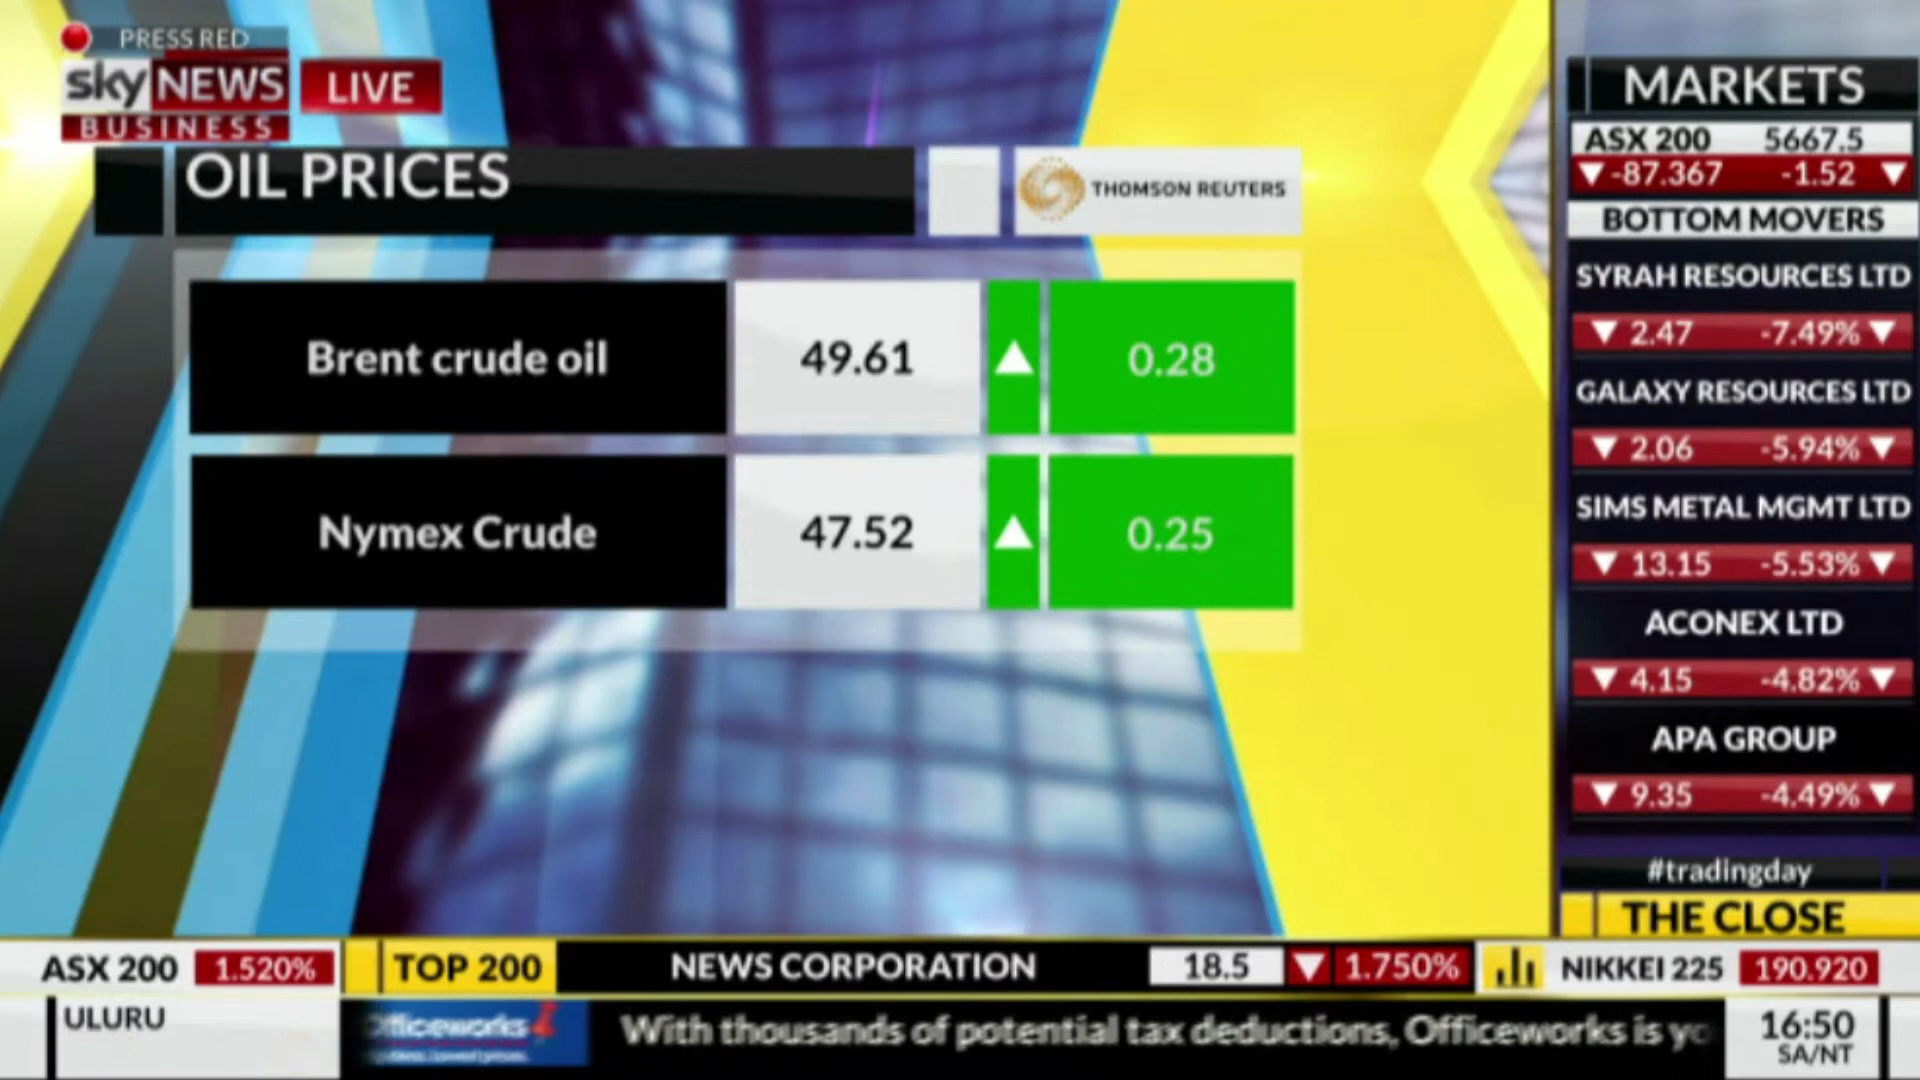 PRESS RED
sky NEWS LIVE
BUSINESS
OIL PRICES
THOMSON REUTERS
Brent crude oil 49.61 ▲ 0.28
Nymex Crude 47.52 ▲ 0.25
MARKETS
ASX 200 5667.5
▼ -87.367 -1.52 ▼
BOTTOM MOVERS
SYRAH RESOURCES LTD
▼ 2.47 -7.49% ▼
GALAXY RESOURCES LTD
▼ 2.06 -5.94% ▼
SIMS METAL MGMT LTD
▼ 13.15 -5.53% ▼
ACONEX LTD
▼ 4.15 -4.82% ▼
APA GROUP
▼ 9.35 -4.49% ▼
#tradingday
THE CLOSE
ASX 200 1.520% TOP 200 NEWS CORPORATION 18.5 ▼ 1.750% NIKKEI 225 190.920
ULURU
Officeworks
With thousands of potential tax deductions, Officeworks is yo
16:50
SA/NT